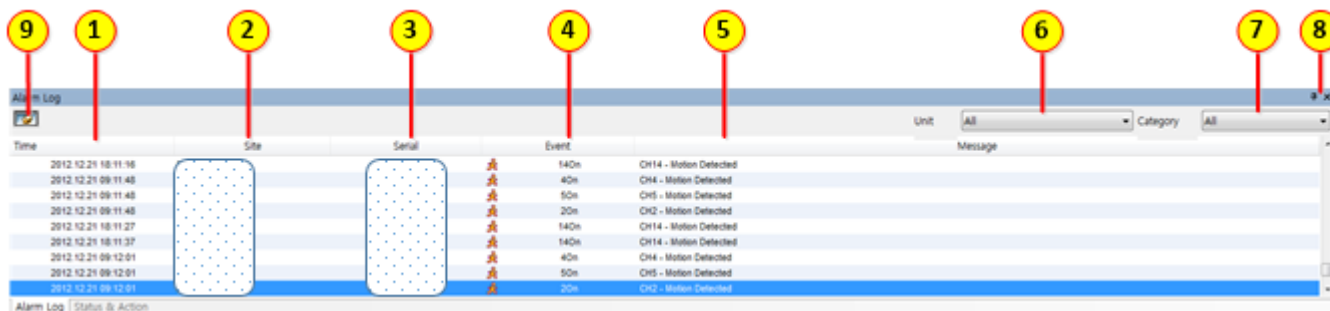 9 1 2 3 4 5 6 7 8
Alarm Log
Unit All Category All
Time Site Serial Event Message
2012.12.21 18:11:16 14On CH14 - Motion Detected
2012.12.21 09:11:48 4On CH4 - Motion Detected
2012.12.21 09:11:48 5On CH5 - Motion Detected
2012.12.21 09:11:48 2On CH2 - Motion Detected
2012.12.21 18:11:27 14On CH14 - Motion Detected
2012.12.21 18:11:37 14On CH14 - Motion Detected
2012.12.21 09:12:01 4On CH4 - Motion Detected
2012.12.21 09:12:01 5On CH5 - Motion Detected
2012.12.21 09:12:01 2On CH2 - Motion Detected
Alarm Log Status & Action